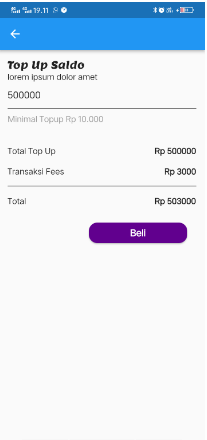 19.11
Top Up Saldo
lorem ipsum dolor amet
500000
Minimal Topup Rp 10.000
Total Top Up Rp 500000
Transaksi Fees Rp 3000
Total Rp 503000
Beli